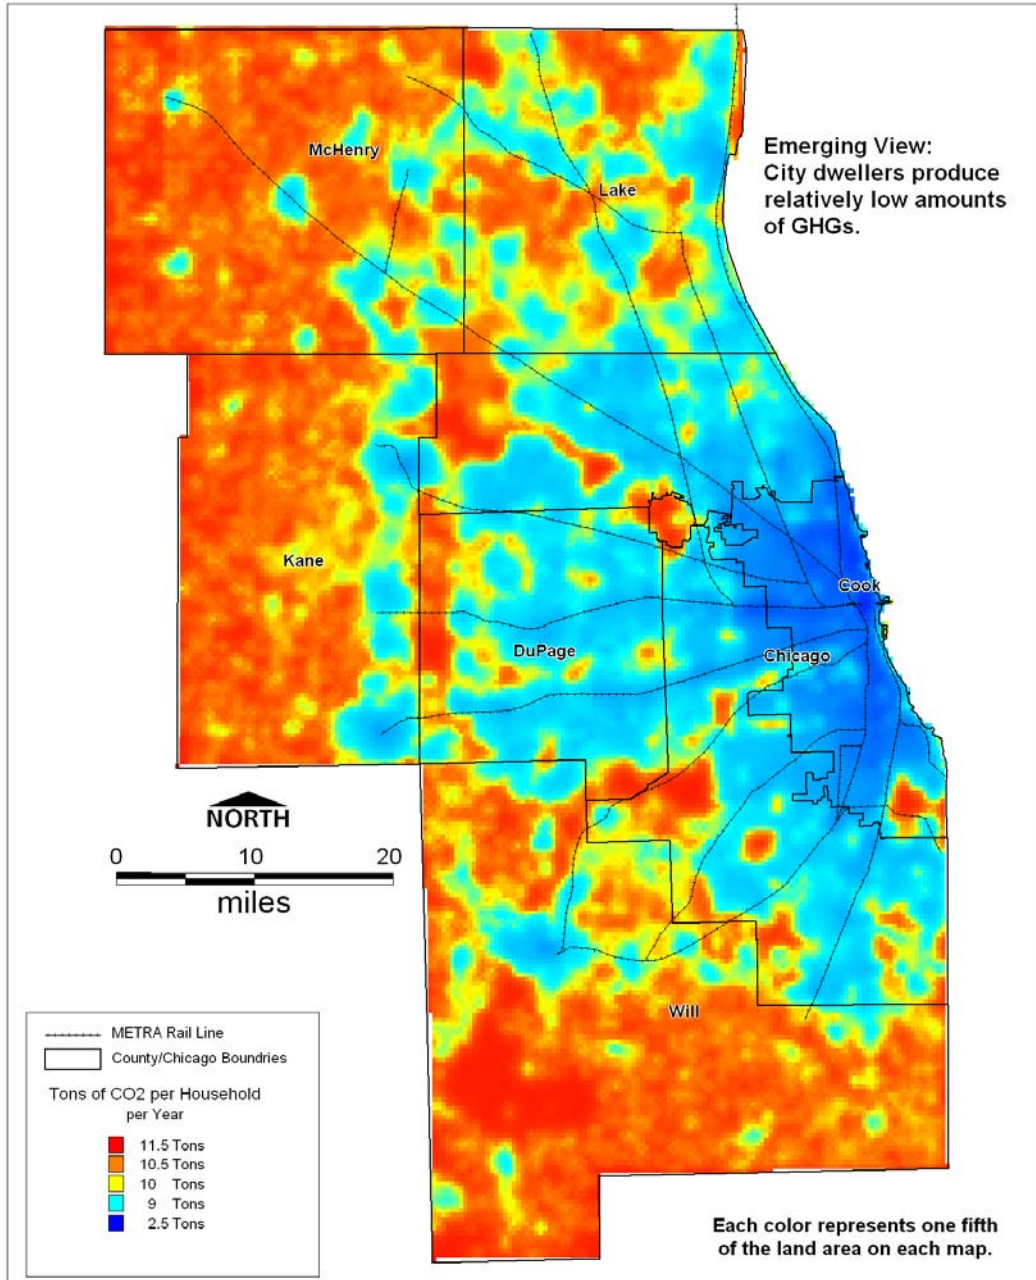 Emerging View:
City dwellers produce
relatively low amounts
of GHGs.
McHenry
Lake
Kane
Cook
DuPage
Chicago
NORTH
0 10 20
miles
Will
METRA Rail Line
County/Chicago Boundries
Tons of CO2 per Household
per Year
11.5 Tons
10.5 Tons
10 Tons
9 Tons
2.5 Tons
Each color represents one fifth
of the land area on each map.